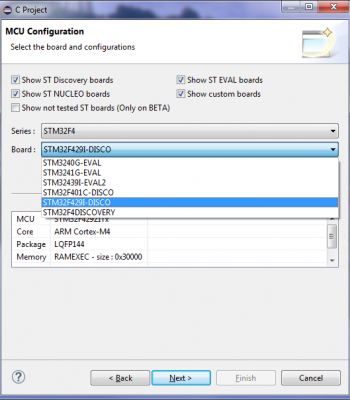 C Project
MCU Configuration
Select the board and configurations
Show ST Discovery boards
Show ST EVAL boards
Show ST NUCLEO boards
Show custom boards
Show not tested ST boards (Only on BETA)
Series : STM32F4
Board : STM32F429I-DISCO
STM3240G-EVAL
STM3241G-EVAL
STM32439I-EVAL2
STM32F401C-DISCO
STM32F429I-DISCO
STM32F4DISCOVERY
MCU STM32F429ZITx
Core ARM Cortex-M4
Package LQFP144
Memory RAMEXEC - size : 0x30000
? < Back Next > Finish Cancel